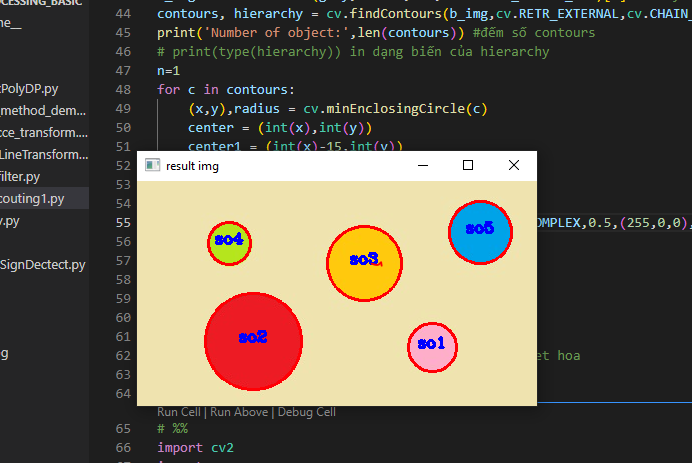 OCESSING_BASIC
ne__
PolyDP.py
_method_dem...
cce_transform....
LineTransform...
filter.py
couting1.py
y.py
SignDectect.py
og
44
45
46
47
48
49
50
51
52
53
54
55
56
57
58
59
60
61
62
63
64
65
66
contours, hierarchy = cv.findContours(b_img,cv.RETR_EXTERNAL,cv.CHAIN_
print('Number of object:',len(contours)) #đếm số contours
# print(type(hierarchy)) in dạng biến của hierarchy
n=1
for c in contours:
(x,y),radius = cv.minEnclosingCircle(c)
center = (int(x),int(y))
center1 = (int(x)-15,int(y))
result img
OMPLEX,0.5,(255,0,0),
so4
so3
so5
so2
so1
et hoa
Run Cell | Run Above | Debug Cell
# %%
import cv2